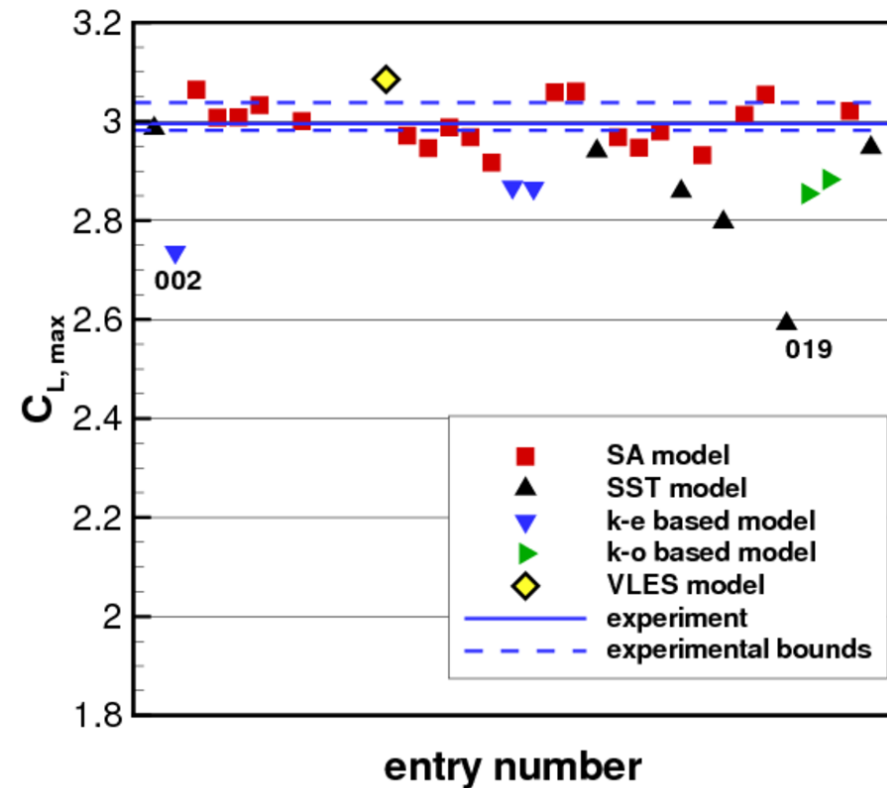 3.2
3
2.8
2.6
2.4
2.2
2
1.8
C_L, max
002
019
SA model
SST model
k-e based model
k-o based model
VLES model
experiment
experimental bounds
entry number